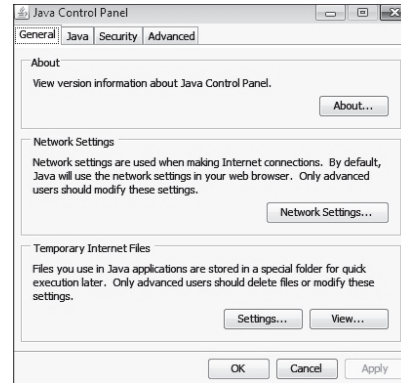 Java Control Panel
General Java Security Advanced
About
View version information about Java Control Panel.
About...
Network Settings
Network settings are used when making Internet connections. By default,
Java will use the network settings in your web browser. Only advanced
users should modify these settings.
Network Settings...
Temporary Internet Files
Files you use in Java applications are stored in a special folder for quick
execution later. Only advanced users should delete files or modify these
settings.
Settings... View...
OK Cancel Apply